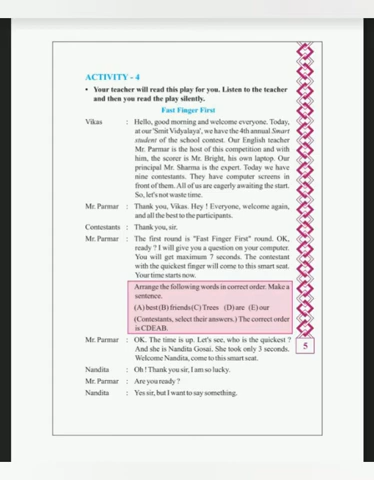 ACTIVITY - 4
• Your teacher will read this play for you. Listen to the teacher
and then you read the play silently.
Fast Finger First
Vikas : Hello, good morning and welcome everyone. Today,
at our 'Smit Vidyalaya', we have the 4th annual Smart
student of the school contest. Our English teacher
Mr. Parmar is the host of this competition and with
him, the scorer is Mr. Bright, his own laptop. Our
principal Mr. Sharma is the expert. Today we have
nine contestants. They have computer screens in
front of them. All of us are eagerly awaiting the start.
So, let's not waste time.
Mr. Parmar : Thank you, Vikas. Hey ! Everyone, welcome again,
and all the best to the participants.
Contestants : Thank you, sir.
Mr. Parmar : The first round is "Fast Finger First" round. OK,
ready ? I will give you a question on your computer.
You will get maximum 7 seconds. The contestant
with the quickest finger will come to this smart seat.
Your time starts now.
Arrange the following words in correct order. Make a
sentence.
(A) best (B) friends (C) Trees (D) are (E) our
(Contestants, select their answers.) The correct order
is CDEAB.
Mr. Parmar : OK. The time is up. Let's see, who is the quickest ?
And she is Nandita Gosai. She took only 3 seconds.
Welcome Nandita, come to this smart seat.
Nandita : Oh ! Thank you sir, I am so lucky.
Mr. Parmar : Are you ready ?
Nandita : Yes sir, but I want to say something.
5